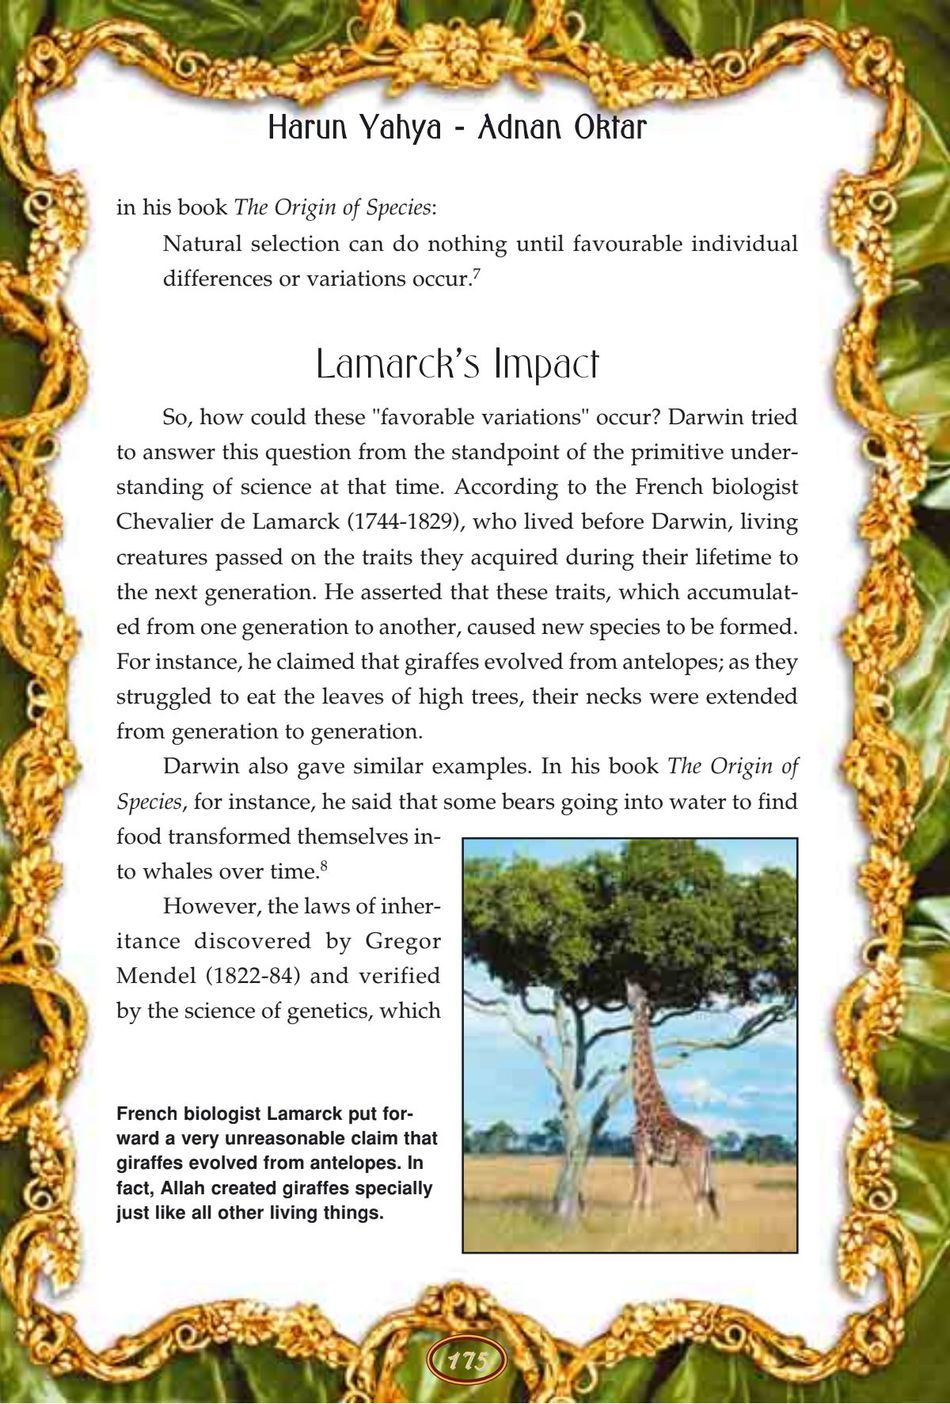 Harun Yahya - Adnan Oktar
in his book The Origin of Species:
Natural selection can do nothing until favourable individual
differences or variations occur.7
Lamarck's Impact
So, how could these "favorable variations" occur? Darwin tried
to answer this question from the standpoint of the primitive under-
standing of science at that time. According to the French biologist
Chevalier de Lamarck (1744-1829), who lived before Darwin, living
creatures passed on the traits they acquired during their lifetime to
the next generation. He asserted that these traits, which accumulat-
ed from one generation to another, caused new species to be formed.
For instance, he claimed that giraffes evolved from antelopes; as they
struggled to eat the leaves of high trees, their necks were extended
from generation to generation.
Darwin also gave similar examples. In his book The Origin of
Species, for instance, he said that some bears going into water to find
food transformed themselves in-
to whales over time.8
However, the laws of inher-
itance discovered by Gregor
Mendel (1822-84) and verified
by the science of genetics, which
French biologist Lamarck put for-
ward a very unreasonable claim that
giraffes evolved from antelopes. In
fact, Allah created giraffes specially
just like all other living things.
175